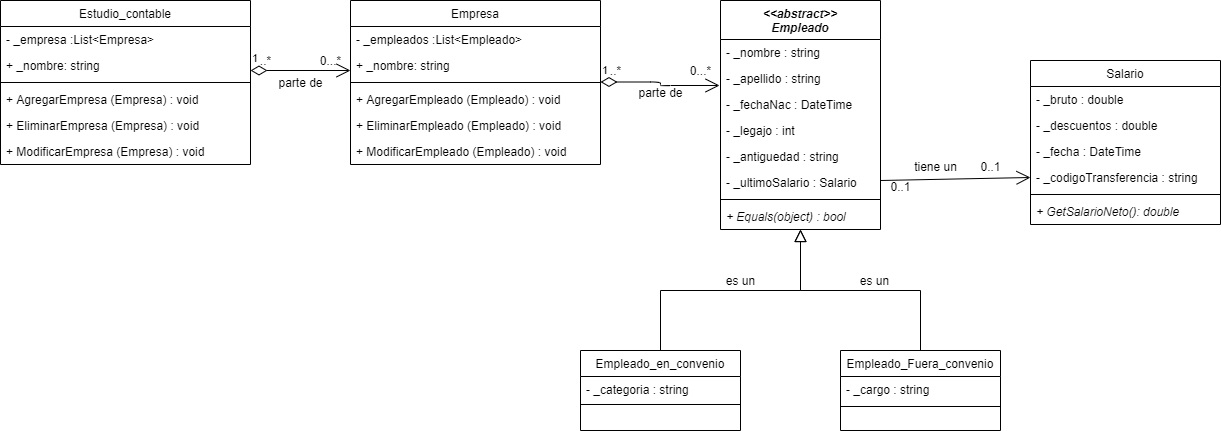 Estudio_contable
- _empresa :List<Empresa>
+ _nombre: string
+ AgregarEmpresa (Empresa) : void
+ EliminarEmpresa (Empresa) : void
+ ModificarEmpresa (Empresa) : void
1..*
0...*
parte de
Empresa
- _empleados :List<Empleado>
+ _nombre: string
+ AgregarEmpleado (Empleado) : void
+ EliminarEmpleado (Empleado) : void
+ ModificarEmpleado (Empleado) : void
1..*
0...*
parte de
<<abstract>>
Empleado
- _nombre : string
- _apellido : string
- _fechaNac : DateTime
- _legajo : int
- _antiguedad : string
- _ultimoSalario : Salario
+ Equals(object) : bool
tiene un
0..1
0..1
Salario
- _bruto : double
- _descuentos : double
- _fecha : DateTime
- _codigoTransferencia : string
+ GetSalarioNeto(): double
es un
es un
Empleado_en_convenio
- _categoria : string
Empleado_Fuera_convenio
- _cargo : string